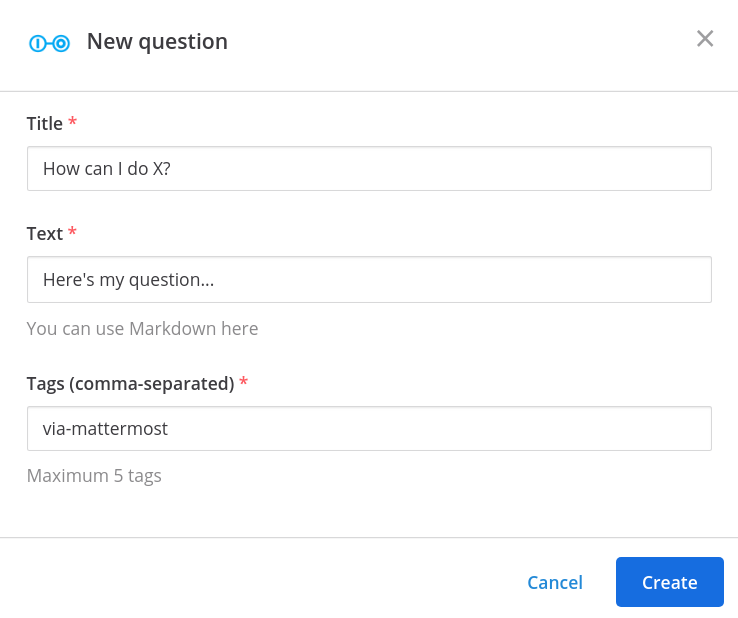 New question
Title *
How can I do X?
Text *
Here's my question...
You can use Markdown here
Tags (comma-separated) *
via-mattermost
Maximum 5 tags
Cancel
Create